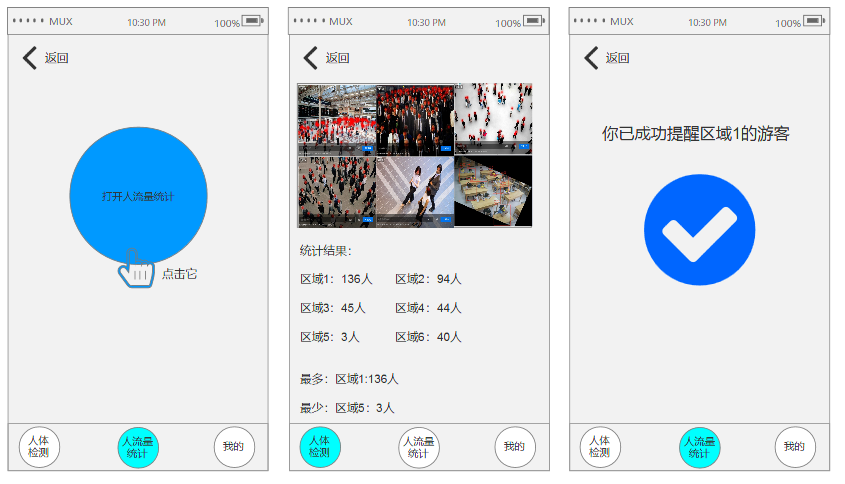 MUX 10:30 PM 100%
返回
打开人流量统计
点击它
人体
检测
人流量
统计
我的
MUX 10:30 PM 100%
返回
统计结果：
区域1：136人 区域2：94人
区域3：45人 区域4：44人
区域5：3人 区域6：40人
最多：区域1:136人
最少：区域5：3人
人体
检测
人流量
统计
我的
MUX 10:30 PM 100%
返回
你已成功提醒区域1的游客
人体
检测
人流量
统计
我的